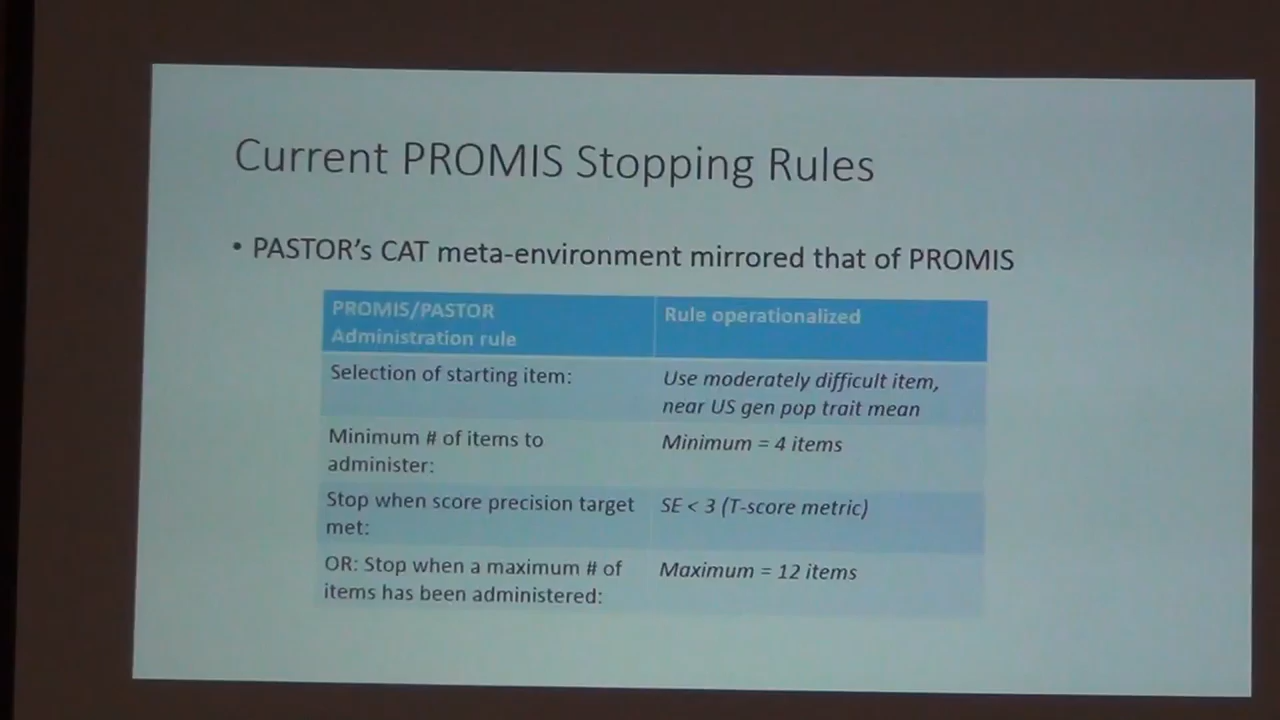 Current PROMIS Stopping Rules
• PASTOR's CAT meta-environment mirrored that of PROMIS
PROMIS/PASTOR
Administration rule
Rule operationalized
Selection of starting item:
Use moderately difficult item,
near US gen pop trait mean
Minimum # of items to
administer:
Minimum = 4 items
Stop when score precision target
met:
SE < 3 (T-score metric)
OR: Stop when a maximum # of
items has been administered:
Maximum = 12 items